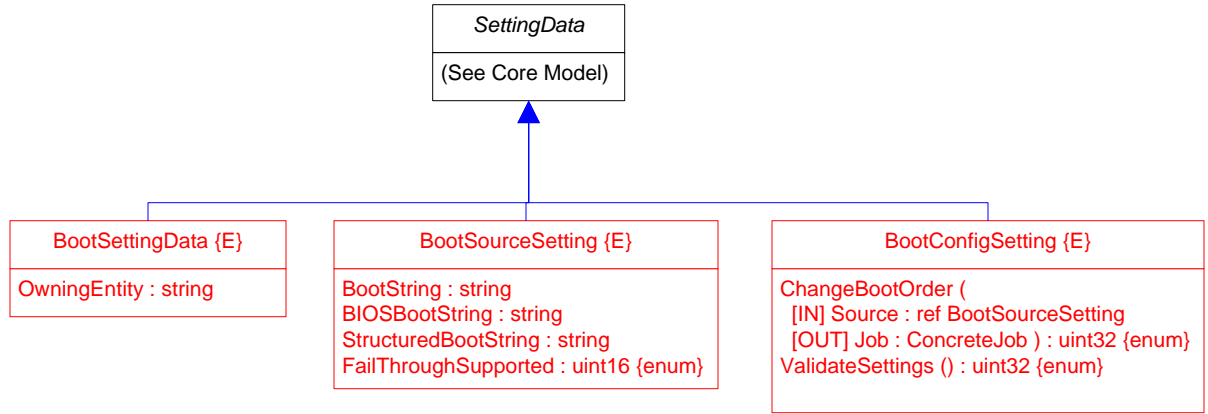 SettingData
(See Core Model)
BootSettingData {E}
OwningEntity : string
BootSourceSetting {E}
BootString : string
BIOSBootString : string
StructuredBootString : string
FailThroughSupported : uint16 {enum}
BootConfigSetting {E}
ChangeBootOrder (
[IN] Source : ref BootSourceSetting
[OUT] Job : ConcreteJob ) : uint32 {enum}
ValidateSettings () : uint32 {enum}